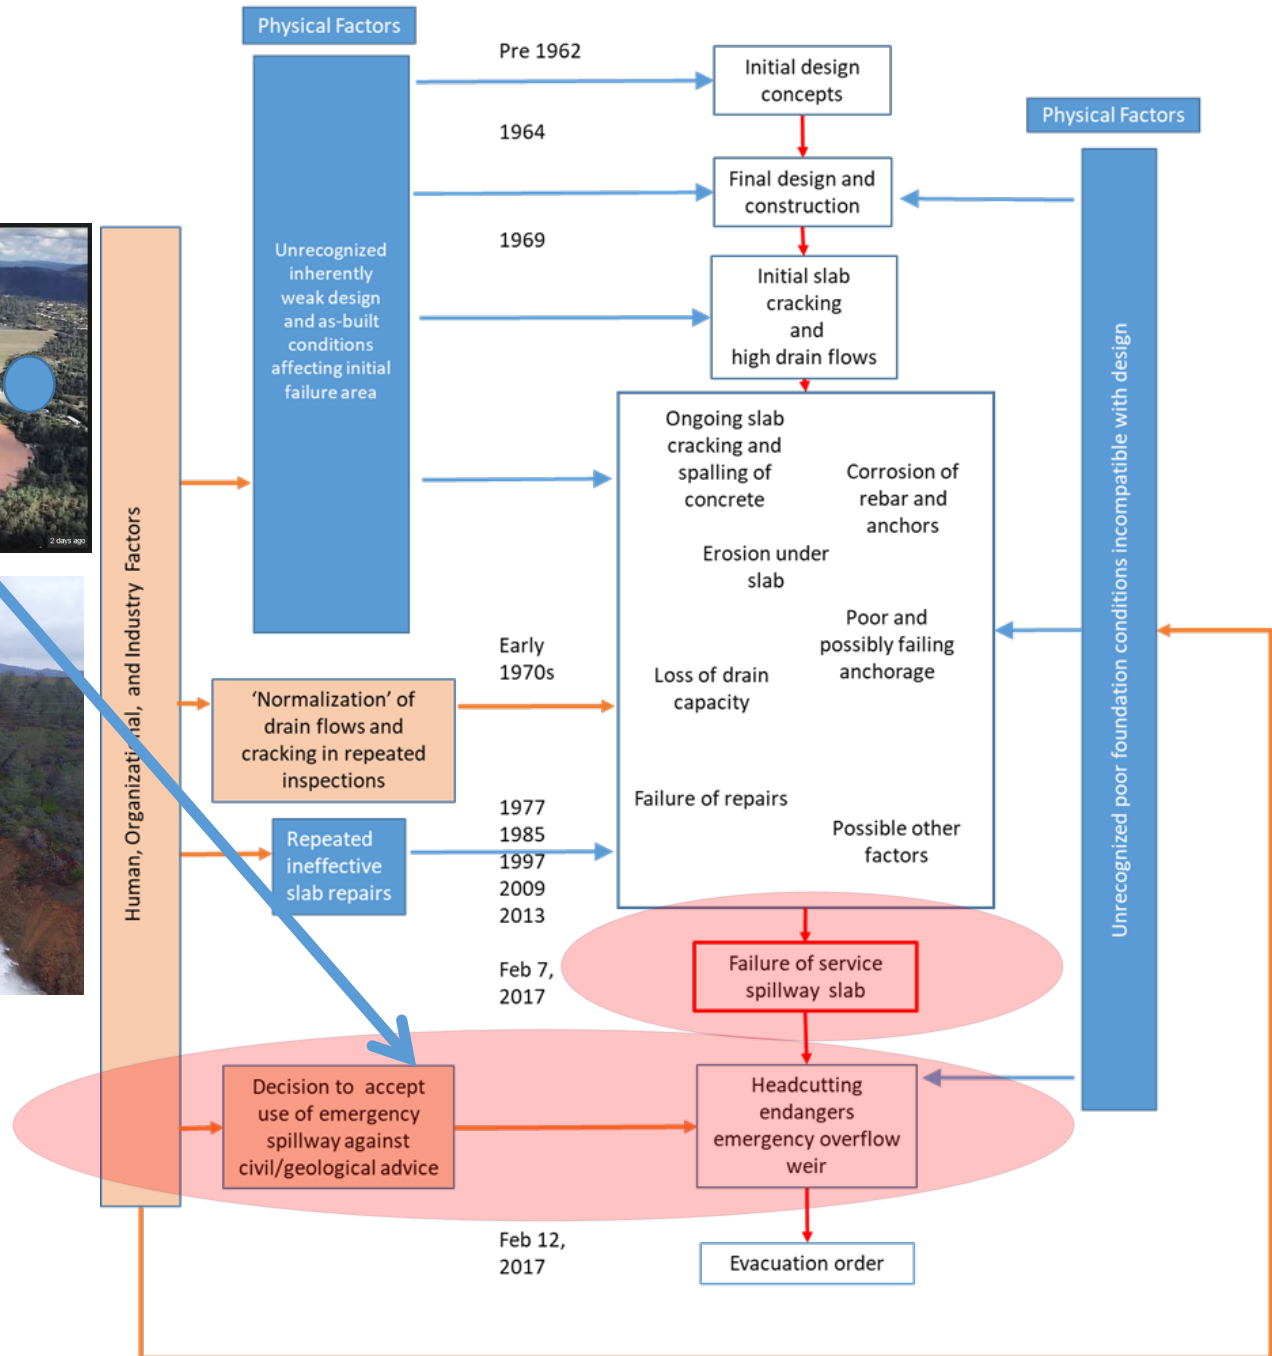 Physical Factors
Pre 1962
Initial design
concepts
Physical Factors
1964
Final design and
construction
1969
Unrecognized
inherently
weak design
and as-built
conditions
affecting initial
failure area
Initial slab
cracking
and
high drain flows
Ongoing slab
cracking and
spalling of
concrete
Corrosion of
rebar and
anchors
Erosion under
slab
Poor and
possibly failing
anchorage
Loss of drain
capacity
Failure of repairs
Possible other
factors
Unrecognized poor foundation conditions incompatible with design
2 days ago
Human, Organizational, and Industry Factors
Early
1970s
‘Normalization’ of
drain flows and
cracking in repeated
inspections
1977
1985
1997
2009
2013
Repeated
ineffective
slab repairs
Feb 7,
2017
Failure of service
spillway slab
Decision to accept
use of emergency
spillway against
civil/geological advice
Headcutting
endangers
emergency overflow
weir
Feb 12,
2017
Evacuation order